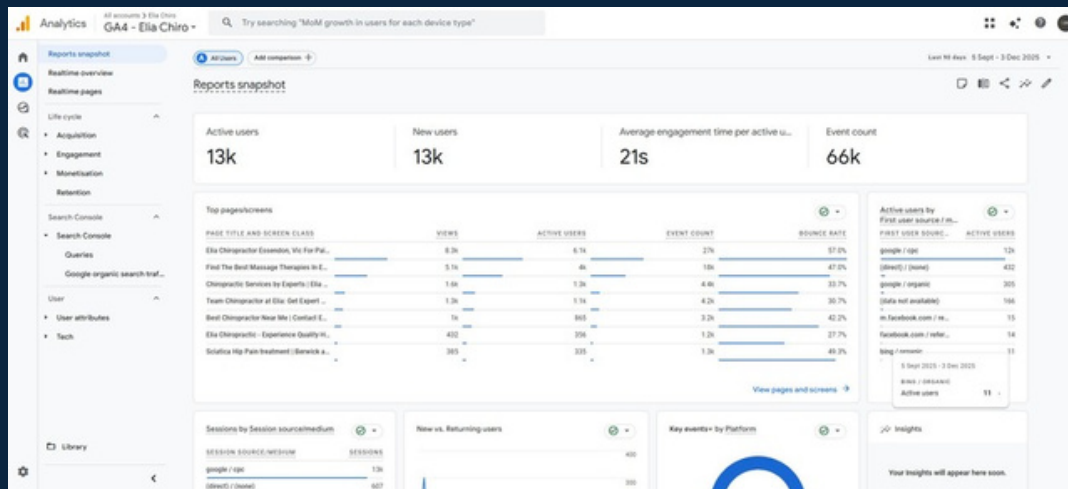 Analytics
All accounts > Elia Chiro
GA4 - Elia Chiro
Try searching "MoM growth in users for each device type"
Reports snapshot
Realtime overview
Realtime pages
Life cycle
Acquisition
Engagement
Monetisation
Retention
Search Console
Search Console
Queries
Google organic search traf...
User
User attributes
Tech
Library
A All Users
Add comparison +
Last 90 days 5 Sept - 3 Dec 2025
Reports snapshot
Active users
13k
New users
13k
Average engagement time per active u...
21s
Event count
66k
Top pages/screens
PAGE TITLE AND SCREEN CLASS VIEWS ACTIVE USERS EVENT COUNT BOUNCE RATE
Elia Chiropractor Essendon, Vic For Pai... 8.3k 6.1k 27k 57.0%
Find The Best Massage Therapies In E... 5.1k 4k 18k 47.0%
Chiropractic Services by Experts | Elia ... 1.6k 1.3k 4.4k 33.7%
Team Chiropractor at Elia: Get Expert ... 1.3k 1.1k 4.2k 30.7%
Best Chiropractor Near Me | Contact E... 1k 865 3.2k 42.2%
Elia Chiropractic - Experience Quality H... 432 356 1.2k 27.7%
Sciatica Hip Pain treatment | Berwick a... 385 335 1.3k 49.3%
View pages and screens
Active users by
First user source / m...
FIRST USER SOURC... ACTIVE USERS
google / cpc 12k
(direct) / (none) 432
google / organic 305
(data not available) 166
m.facebook.com / re... 15
facebook.com / refer... 14
bing / organic 11
5 Sept 2025 - 3 Dec 2025
BING / ORGANIC
Active users 11
Sessions by Session source/medium
SESSION SOURCE/MEDIUM SESSIONS
google / cpc 13k
(direct) / (none) 607
New vs. Returning users
400
300
Key events by Platform
Insights
Your Insights will appear here soon.